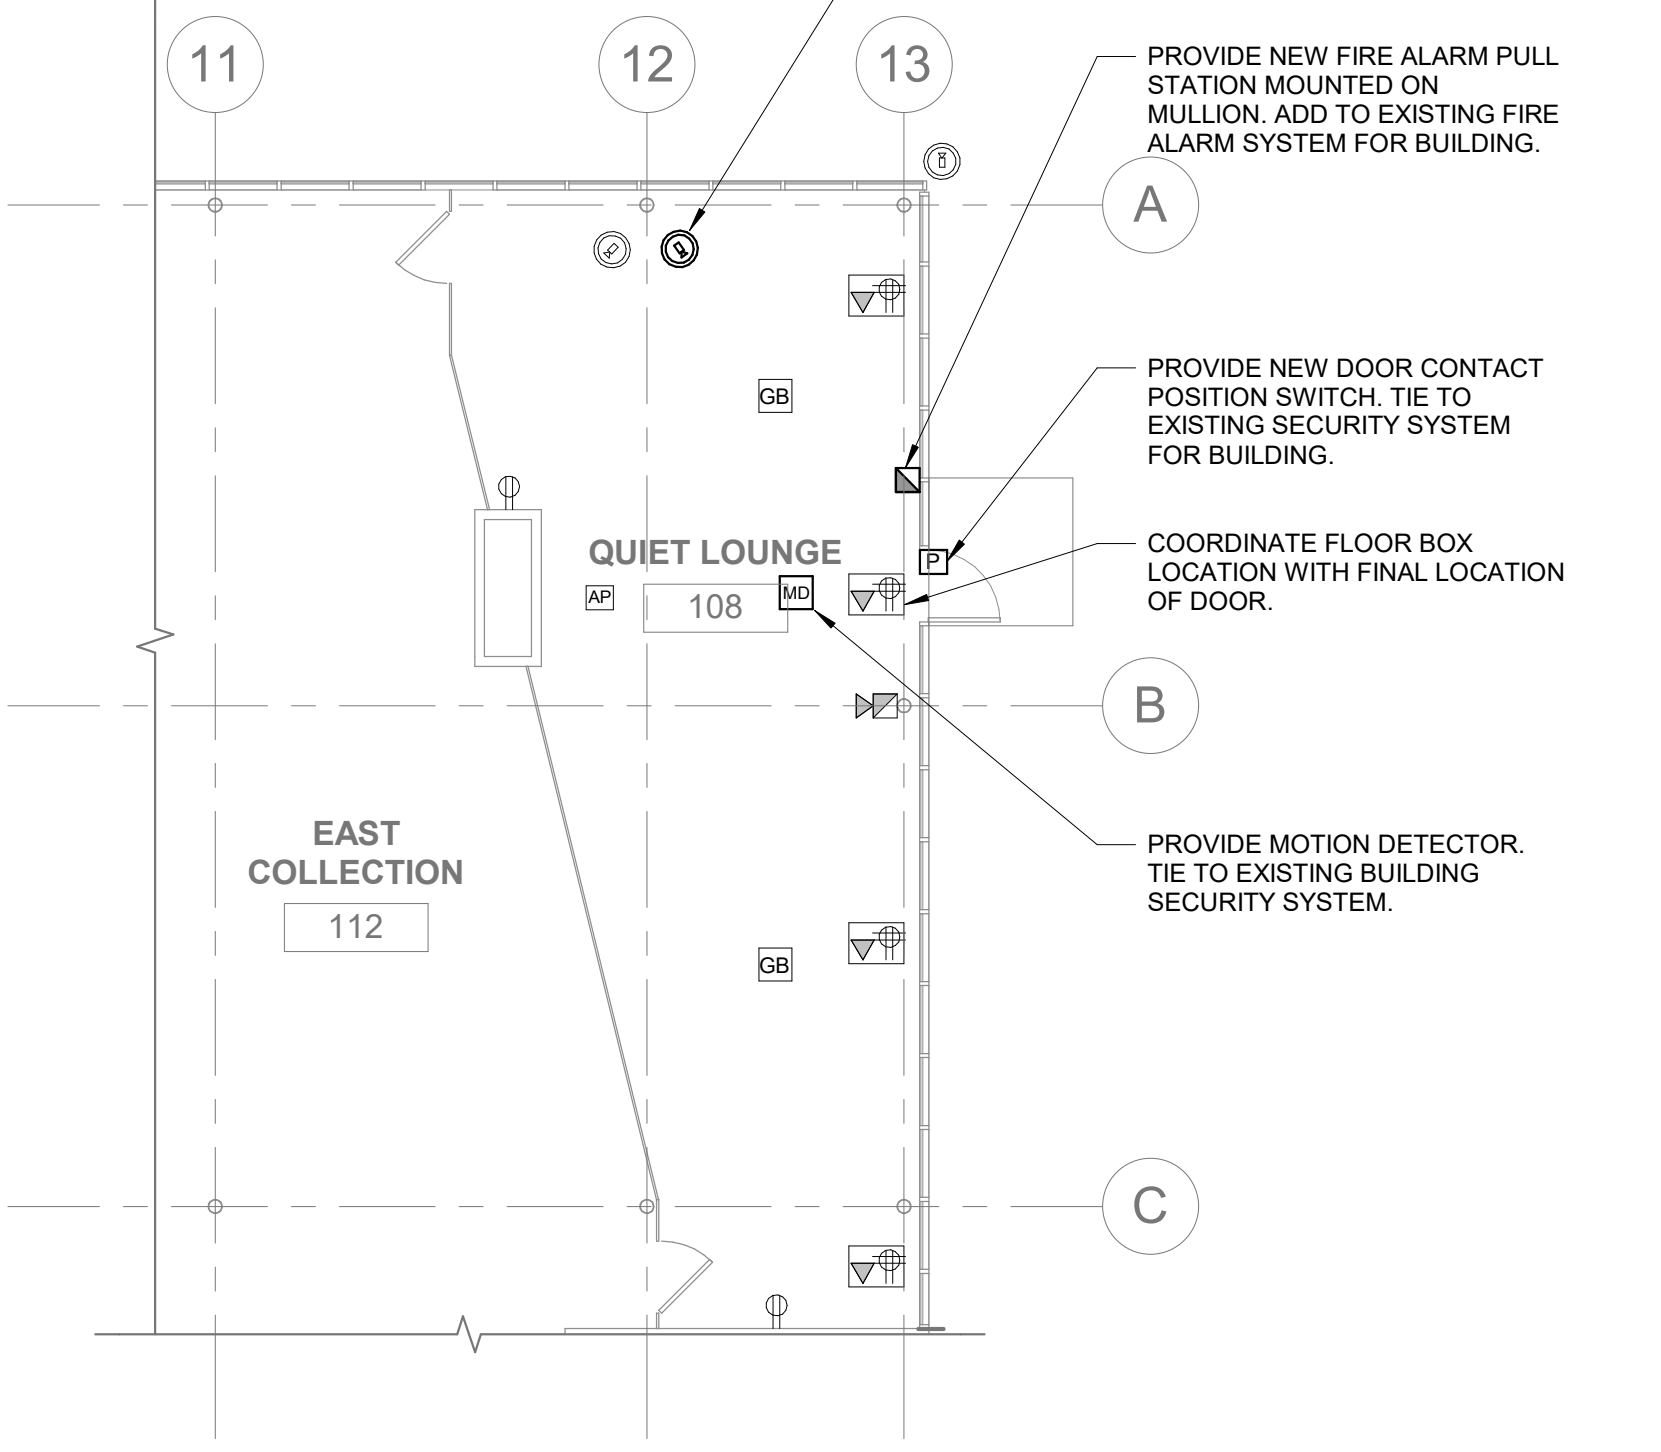 11
12
13
PROVIDE NEW FIRE ALARM PULL
STATION MOUNTED ON
MULLION. ADD TO EXISTING FIRE
ALARM SYSTEM FOR BUILDING.
A
PROVIDE NEW DOOR CONTACT
POSITION SWITCH. TIE TO
EXISTING SECURITY SYSTEM
FOR BUILDING.
GB
QUIET LOUNGE
108
AP
MD
P
COORDINATE FLOOR BOX
LOCATION WITH FINAL LOCATION
OF DOOR.
B
EAST
COLLECTION
112
PROVIDE MOTION DETECTOR.
TIE TO EXISTING BUILDING
SECURITY SYSTEM.
GB
C